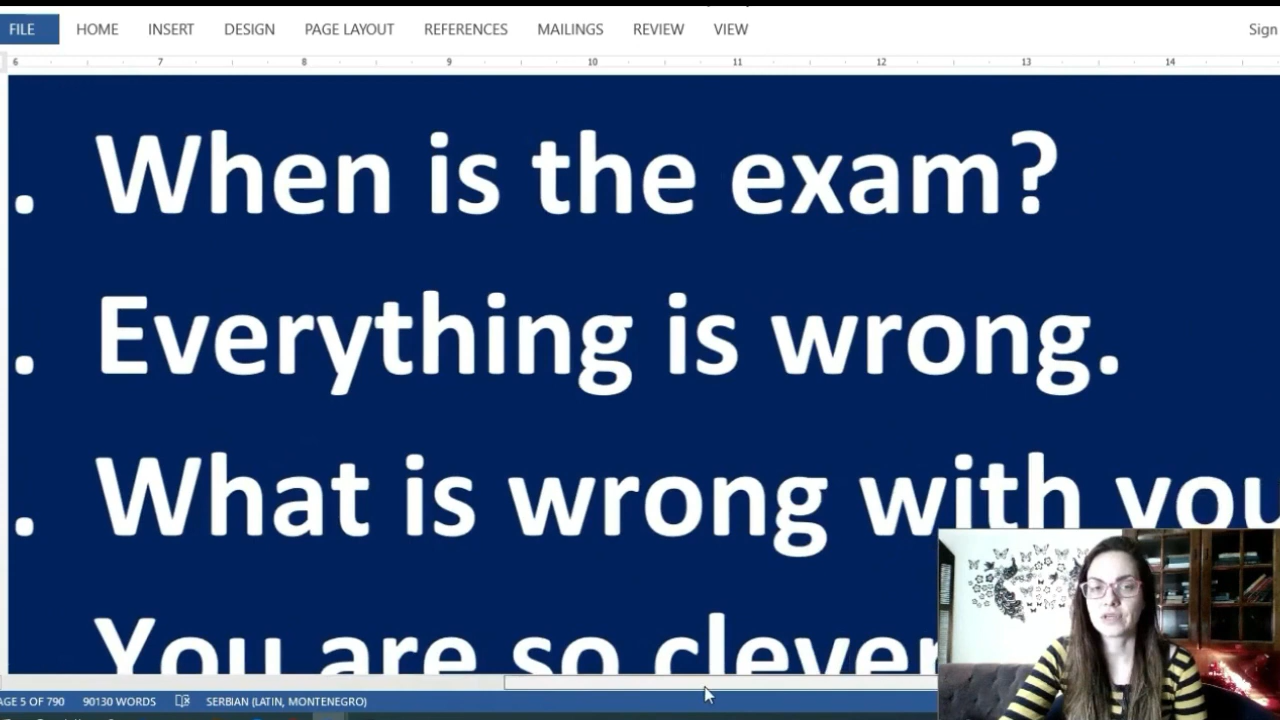 FILE HOME INSERT DESIGN PAGE LAYOUT REFERENCES MAILINGS REVIEW VIEW Sign
6 7 8 9 10 11 12 13 14
. When is the exam?
. Everything is wrong.
. What is wrong with you
You are so clever
AGE 5 OF 790 90130 WORDS SERBIAN (LATIN, MONTENEGRO)